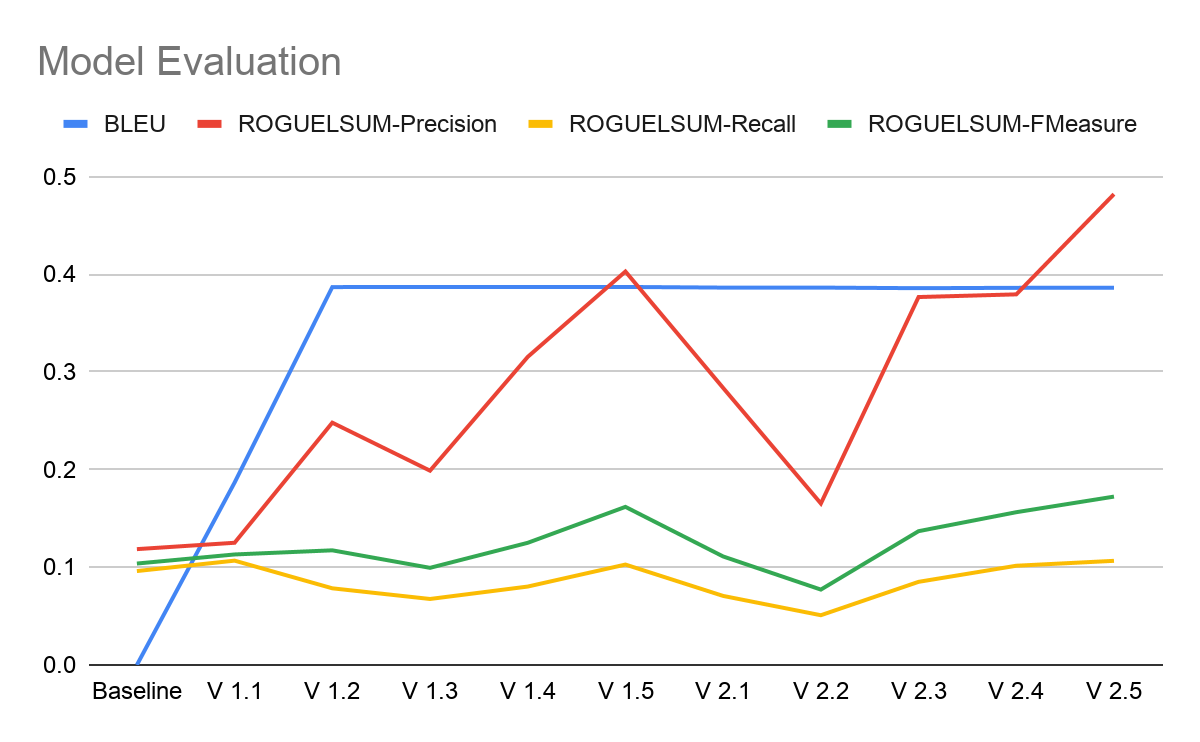 Model Evaluation
BLEU ROGUELSUM-Precision ROGUELSUM-Recall ROGUELSUM-FMeasure
0.5
0.4
0.3
0.2
0.1
0.0
Baseline V 1.1 V 1.2 V 1.3 V 1.4 V 1.5 V 2.1 V 2.2 V 2.3 V 2.4 V 2.5